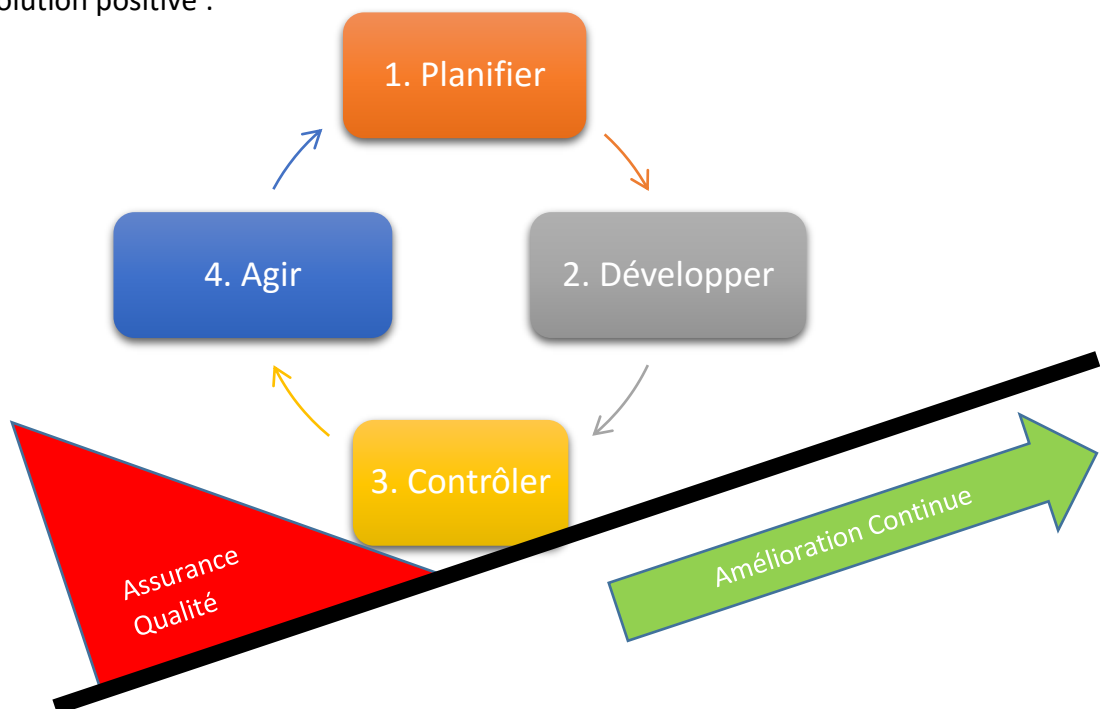 olution positive .
1. Planifier
4. Agir
2. Développer
3. Contrôler
Assurance
Qualité
Amélioration Continue